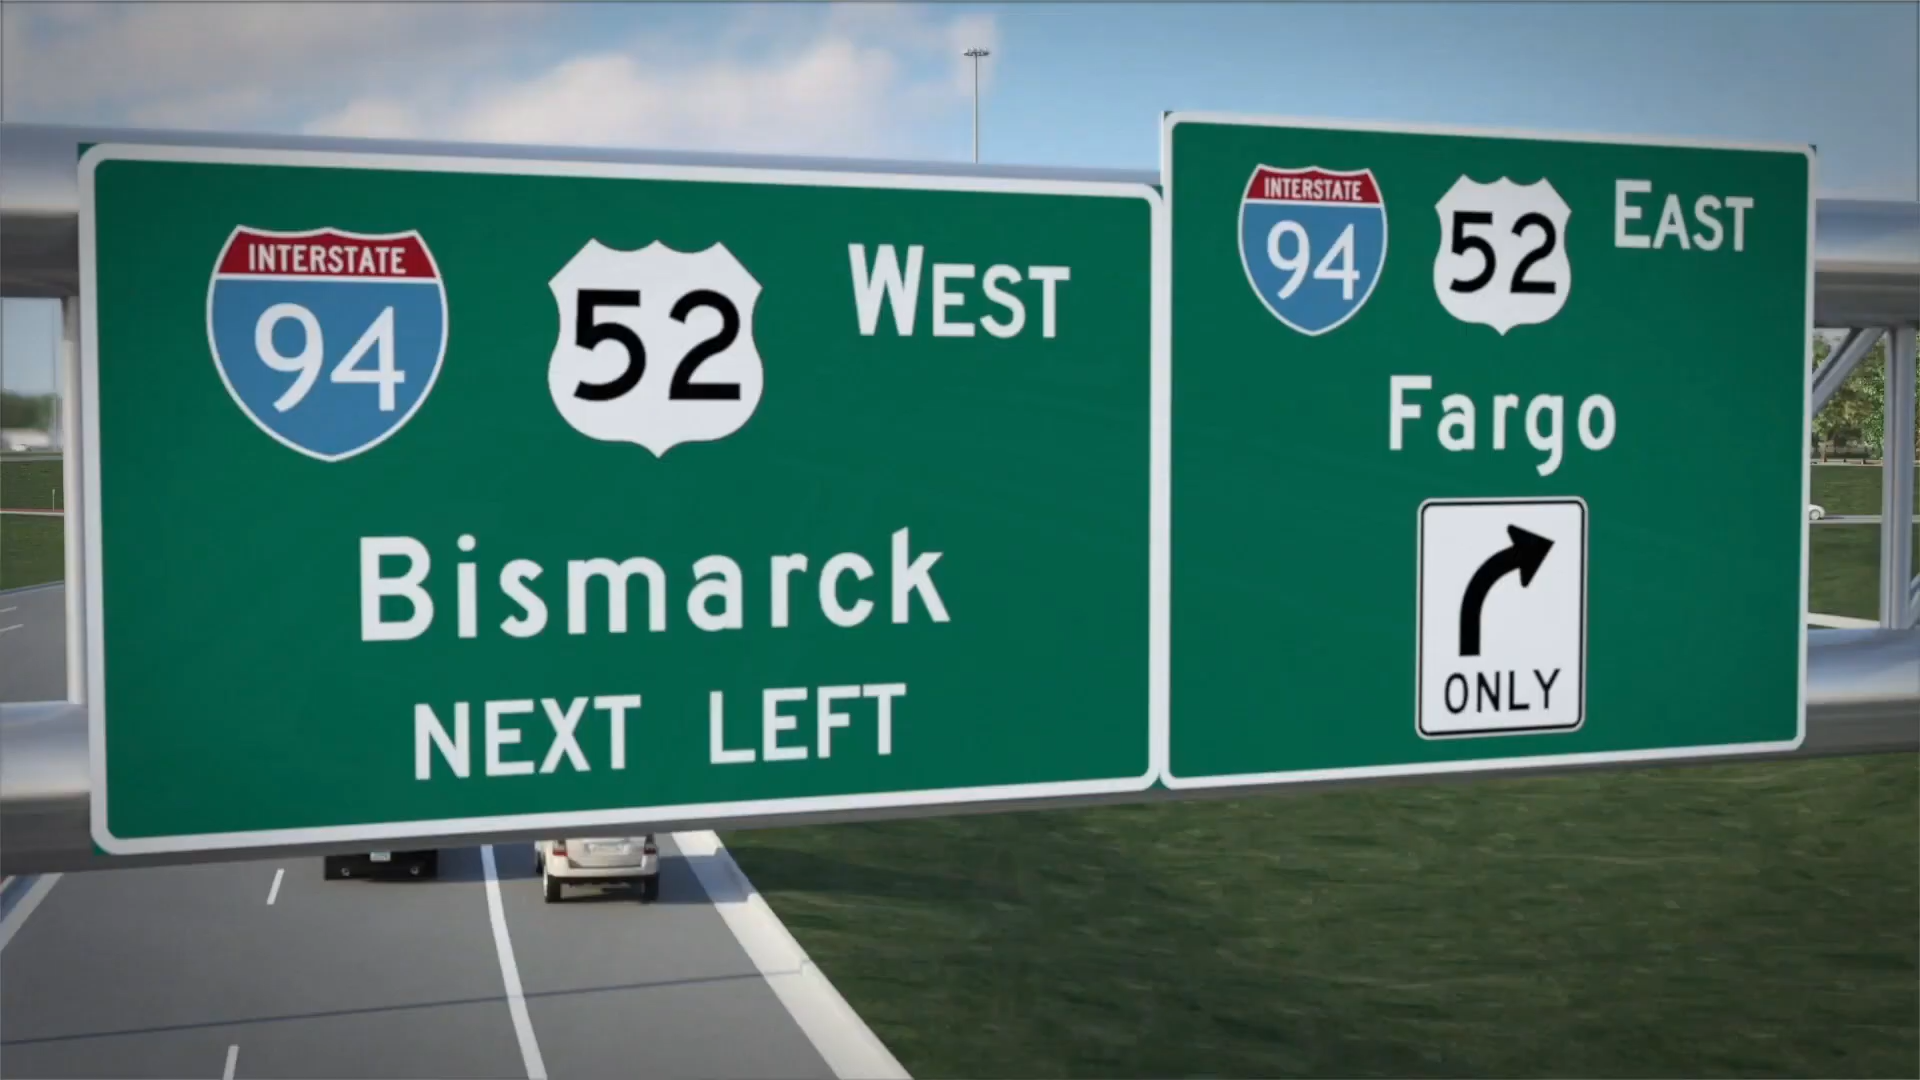 INTERSTATE
94
52
WEST
Bismarck
NEXT LEFT
INTERSTATE
94
52
EAST
Fargo
ONLY